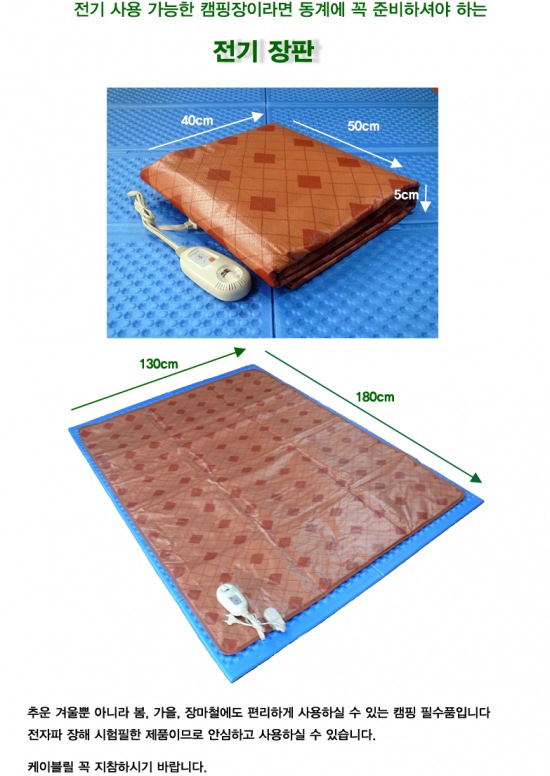 전기 사용 가능한 캠핑장이라면 동계에 꼭 준비하셔야 하는
전기 장판
40cm
50cm
5cm
130cm
180cm
추운 겨울뿐 아니라 봄, 가을, 장마철에도 편리하게 사용하실 수 있는 캠핑 필수품입니다
전자파 장해 시험필한 제품이므로 안심하고 사용하실 수 있습니다.
케이블릴 꼭 지참하시기 바랍니다.